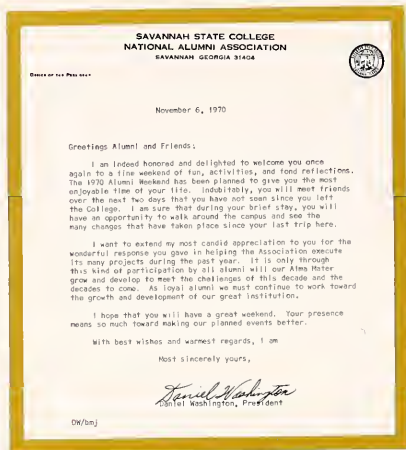 SAVANNAH STATE COLLEGE
NATIONAL ALUMNI ASSOCIATION
SAVANNAH GEORGIA 31404
OFFICE OF THE PRESIDENT
November 6, 1970
Greetings Alumni and Friends:
I am indeed honored and delighted to welcome you once
again to a fine weekend of fun, activities, and fond reflections.
The 1970 Alumni Weekend has been planned to give you the most
enjoyable time of your life. Indubitably, you will meet friends
over the next two days that you have not seen since you left
the College. I am sure that during your brief stay, you will
have an opportunity to walk around the campus and see the
many changes that have taken place since your last trip here.
I want to extend my most candid appreciation to you for the
wonderful response you gave in helping the Association execute
its many projects during the past year. It is only through
this kind of participation by all alumni will our Alma Mater
grow and develop to meet the challenges of this decade and the
decades to come. As loyal alumni we must continue to work toward
the growth and development of our great institution.
I hope that you will have a great weekend. Your presence
means so much toward making our planned events better.
With best wishes and warmest regards, I am
Most sincerely yours,
Daniel Washington
Daniel Washington, President
DW/bmj